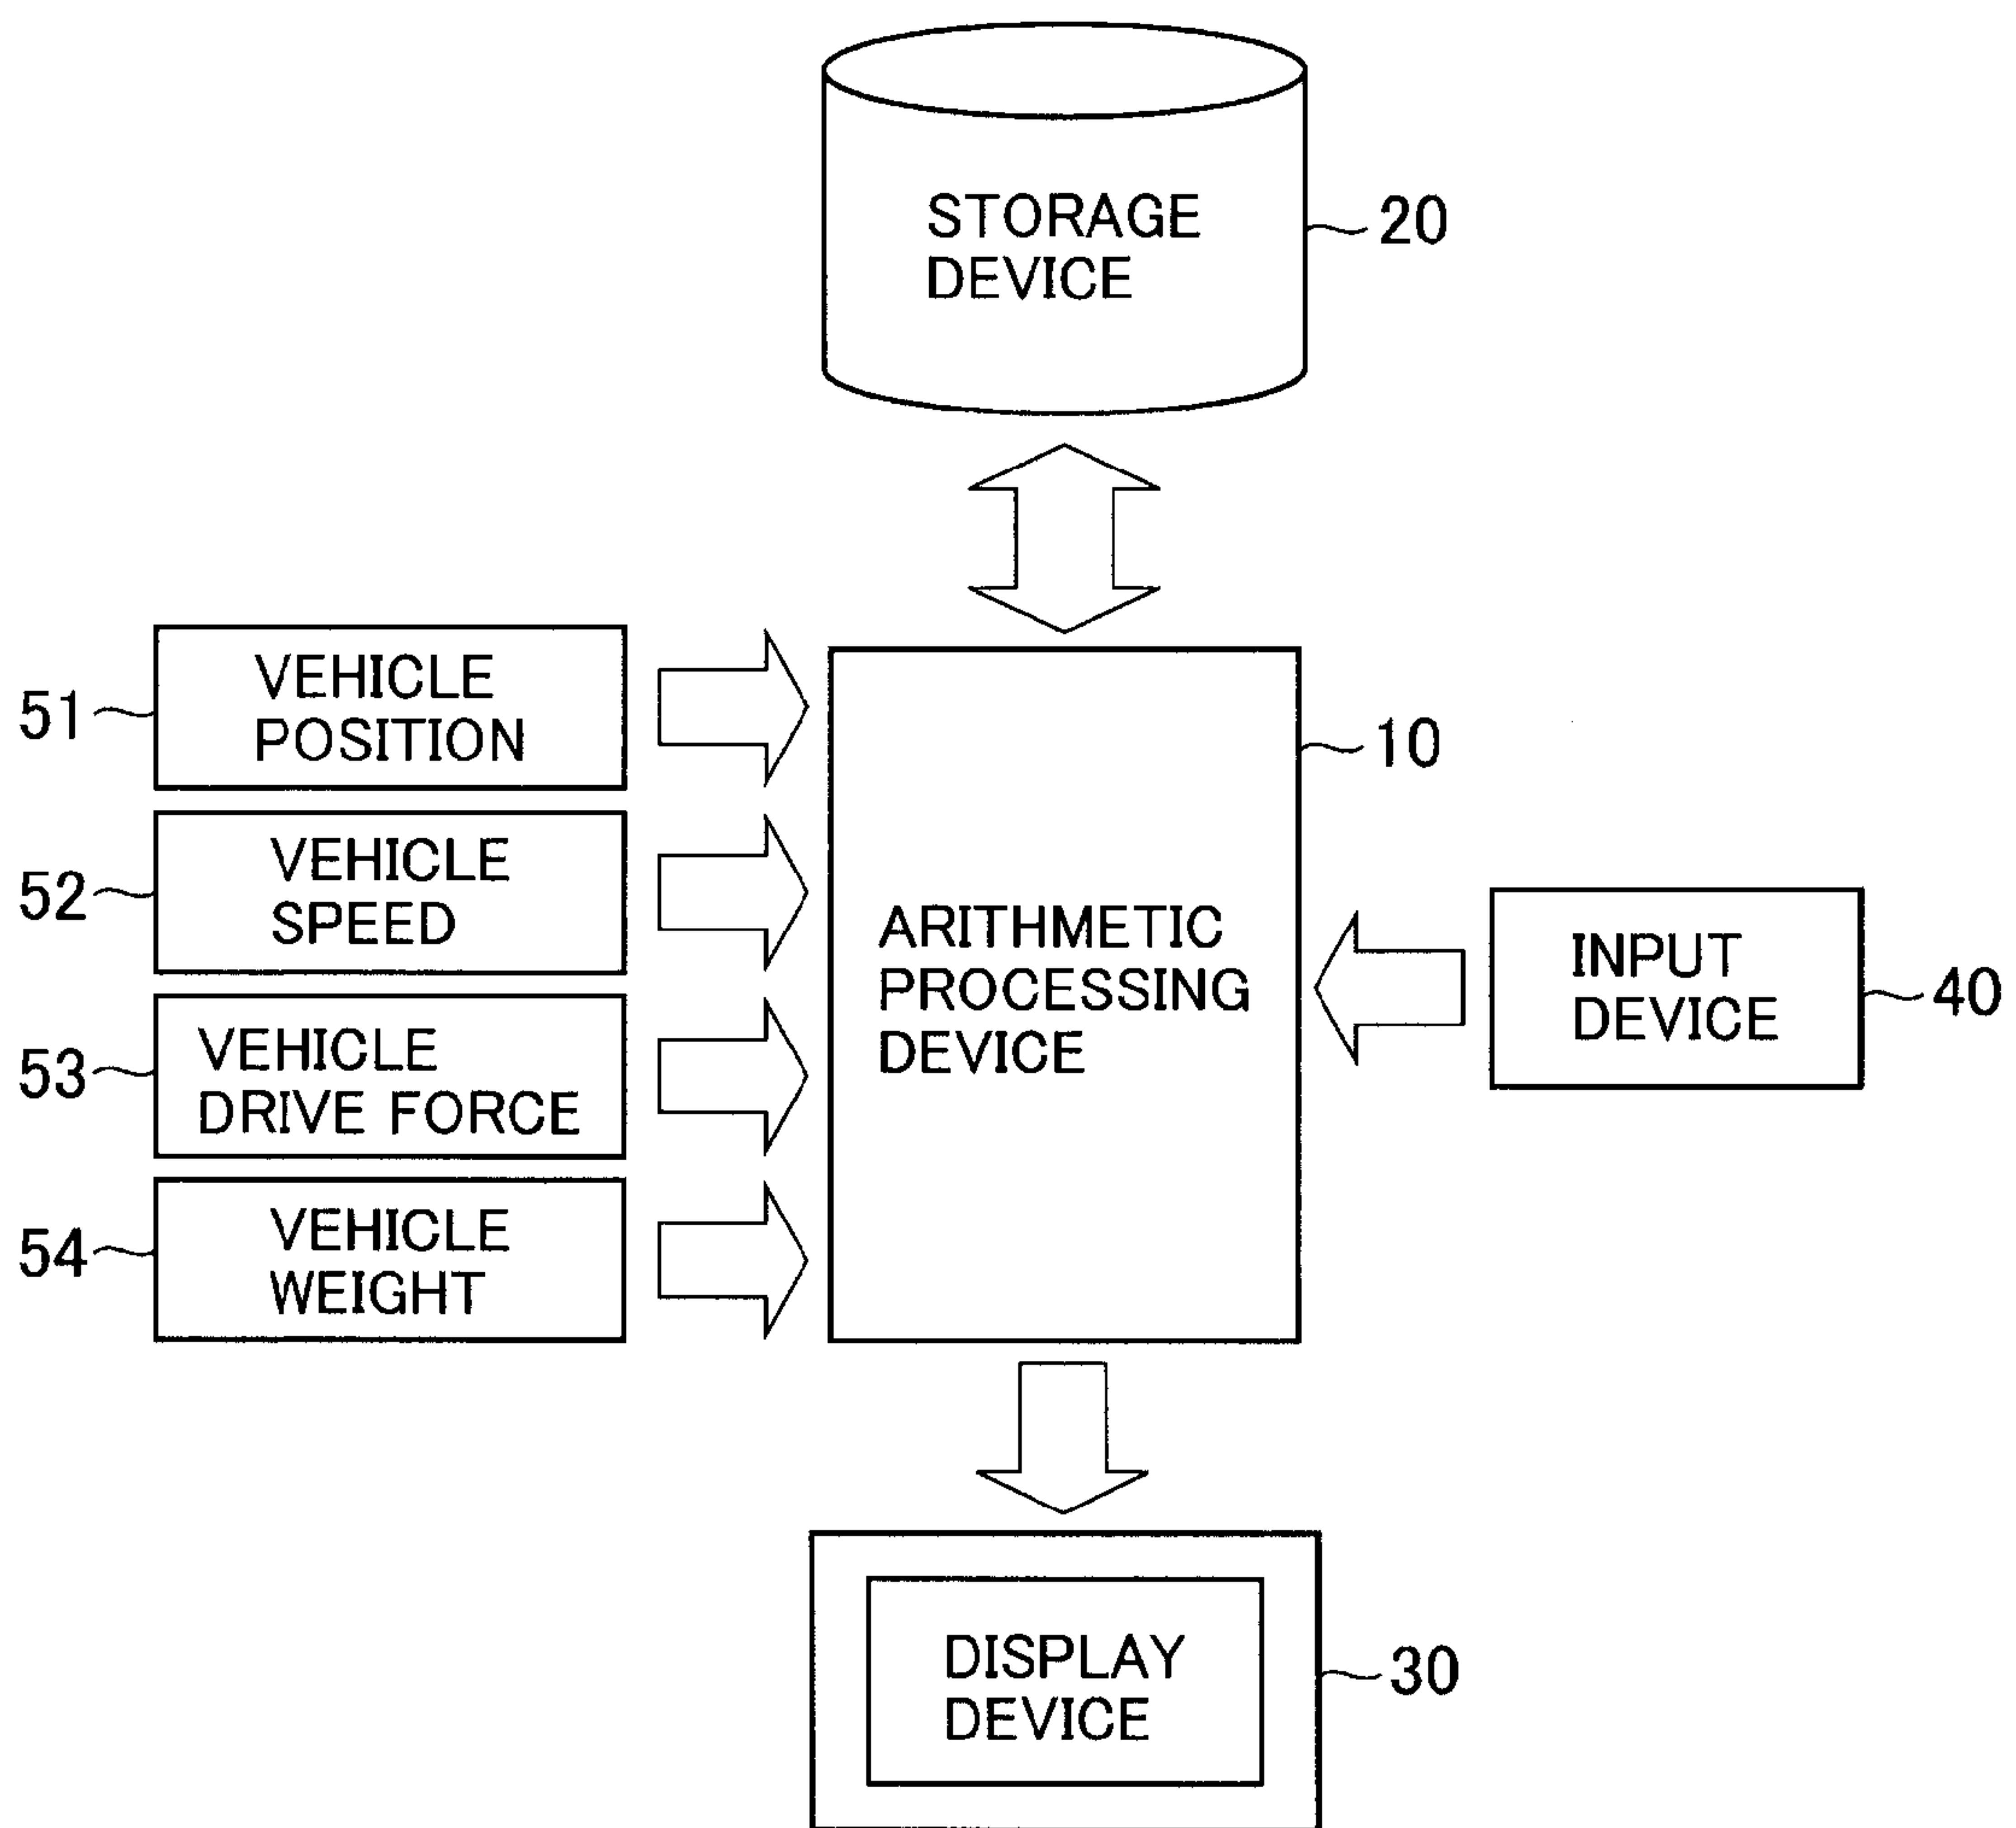 STORAGE
DEVICE
20
51
VEHICLE
POSITION
10
52
VEHICLE
SPEED
ARITHMETIC
PROCESSING
DEVICE
INPUT
DEVICE
40
53
VEHICLE
DRIVE FORCE
54
VEHICLE
WEIGHT
DISPLAY
DEVICE
30